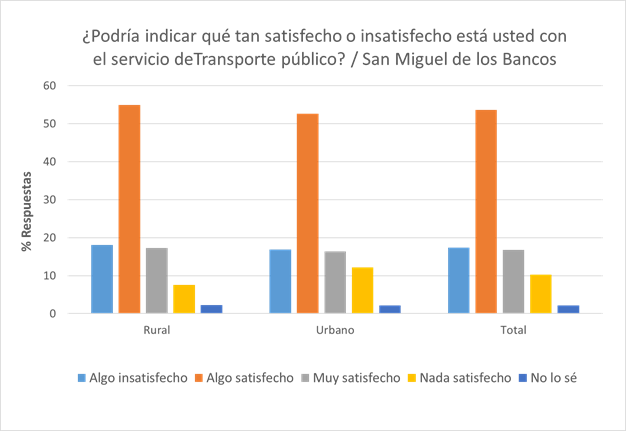 ¿Podría indicar qué tan satisfecho o insatisfecho está usted con
el servicio deTransporte público? / San Miguel de los Bancos
60
50
40
30
20
10
0
% Respuestas
Rural
Urbano
Total
Algo insatisfecho
Algo satisfecho
Muy satisfecho
Nada satisfecho
No lo sé